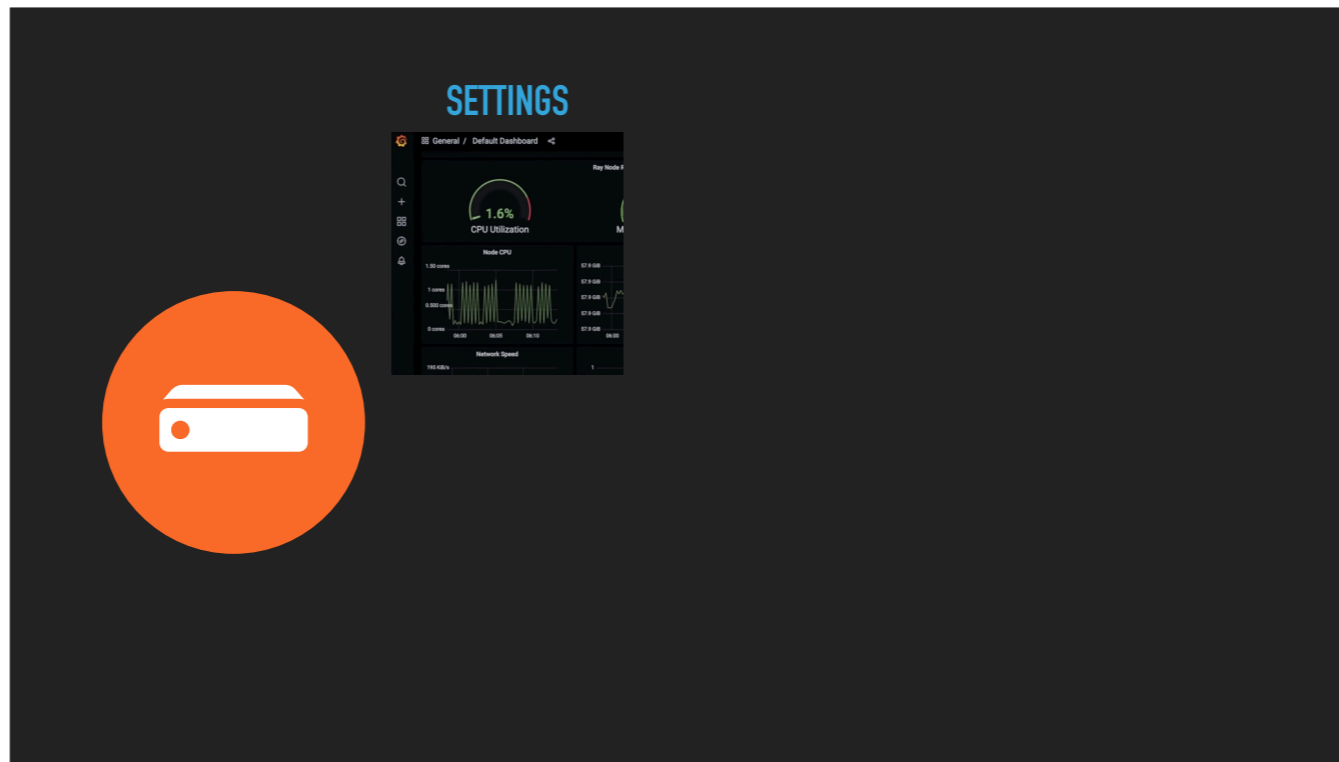 SETTINGS
General / Default Dashboard
Ray Node R
1.6%
CPU Utilization
M
Node CPU
1.50 cores
1 cores
0.500 cores
0 cores
06:00
06:05
06:10
57.9 GiB
57.9 GiB
57.9 GiB
57.9 GiB
57.9 GiB
06:00
Network Speed
195 KiB/s
1